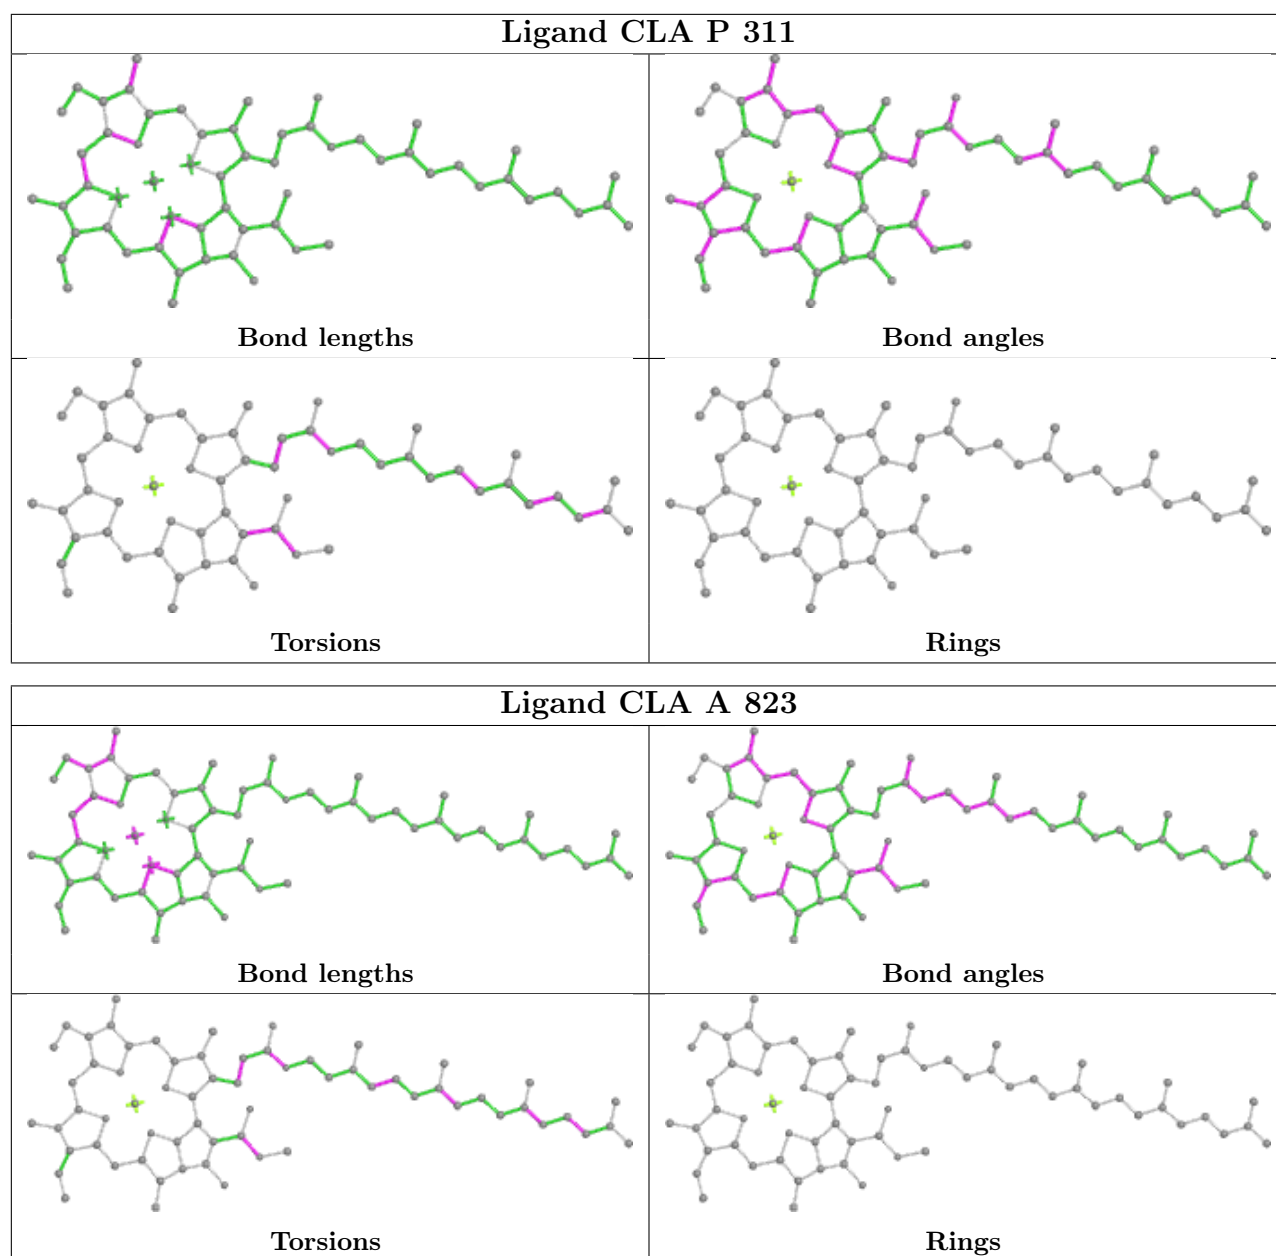 Ligand CLA P 311
Bond lengths
Bond angles
Torsions
Rings
Ligand CLA A 823
Bond lengths
Bond angles
Torsions
Rings